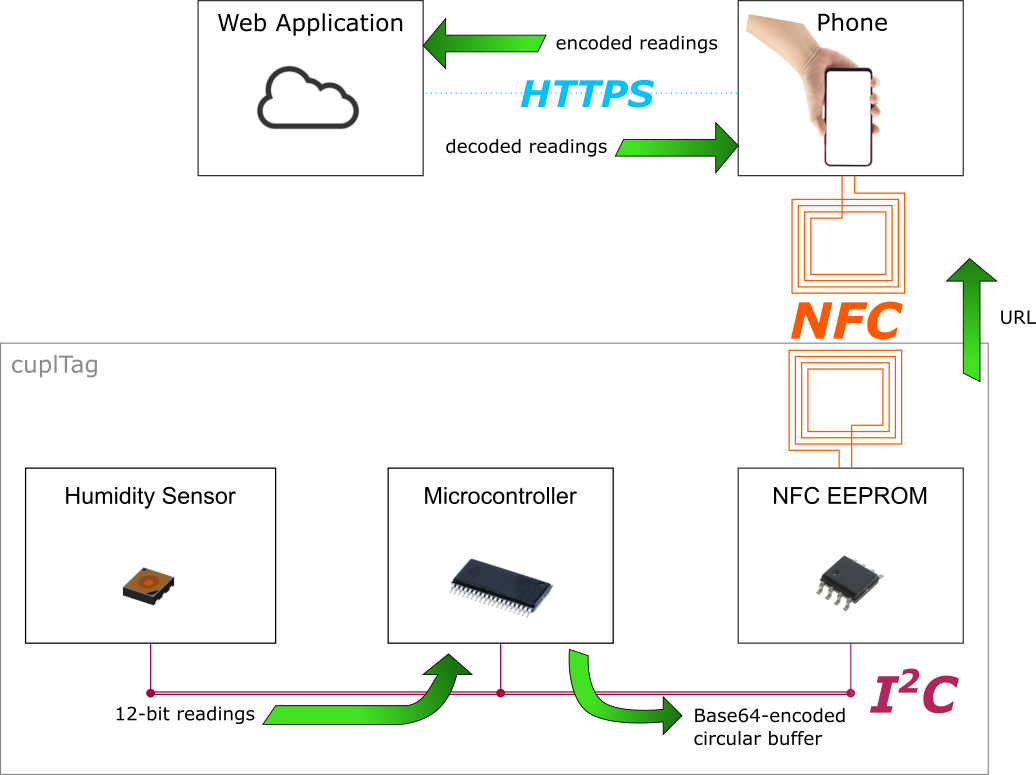 Web Application
encoded readings
Phone
HTTPS
decoded readings
NFC
URL
cuplTag
Humidity Sensor
Microcontroller
NFC EEPROM
I²C
12-bit readings
Base64-encoded
circular buffer